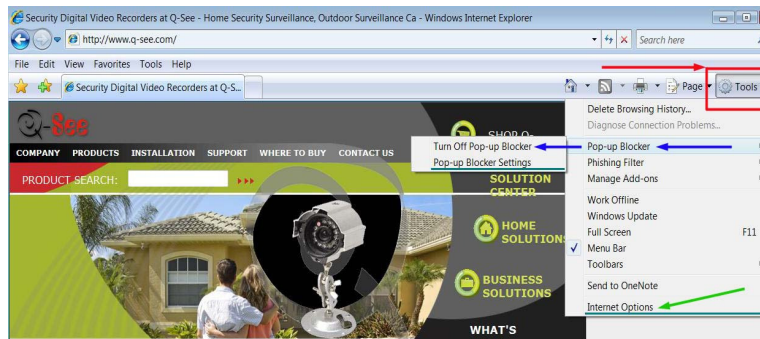 Security Digital Video Recorders at Q-See - Home Security Surveillance, Outdoor Surveillance Ca - Windows Internet Explorer
http://www.q-see.com/
Search here
File Edit View Favorites Tools Help
Security Digital Video Recorders at Q-S...
Page
Tools
Q-See
SHOP Q-
COMPANY PRODUCTS INSTALLATION SUPPORT WHERE TO BUY CONTACT US
PRODUCT SEARCH:
SOLUTION
CENTER
HOME
SOLUTIONS
BUSINESS
SOLUTIONS
WHAT'S
Turn Off Pop-up Blocker
Pop-up Blocker Settings
Delete Browsing History...
Diagnose Connection Problems...
Pop-up Blocker
Phishing Filter
Manage Add-ons
Work Offline
Windows Update
Full Screen F11
Menu Bar
Toolbars
Send to OneNote
Internet Options